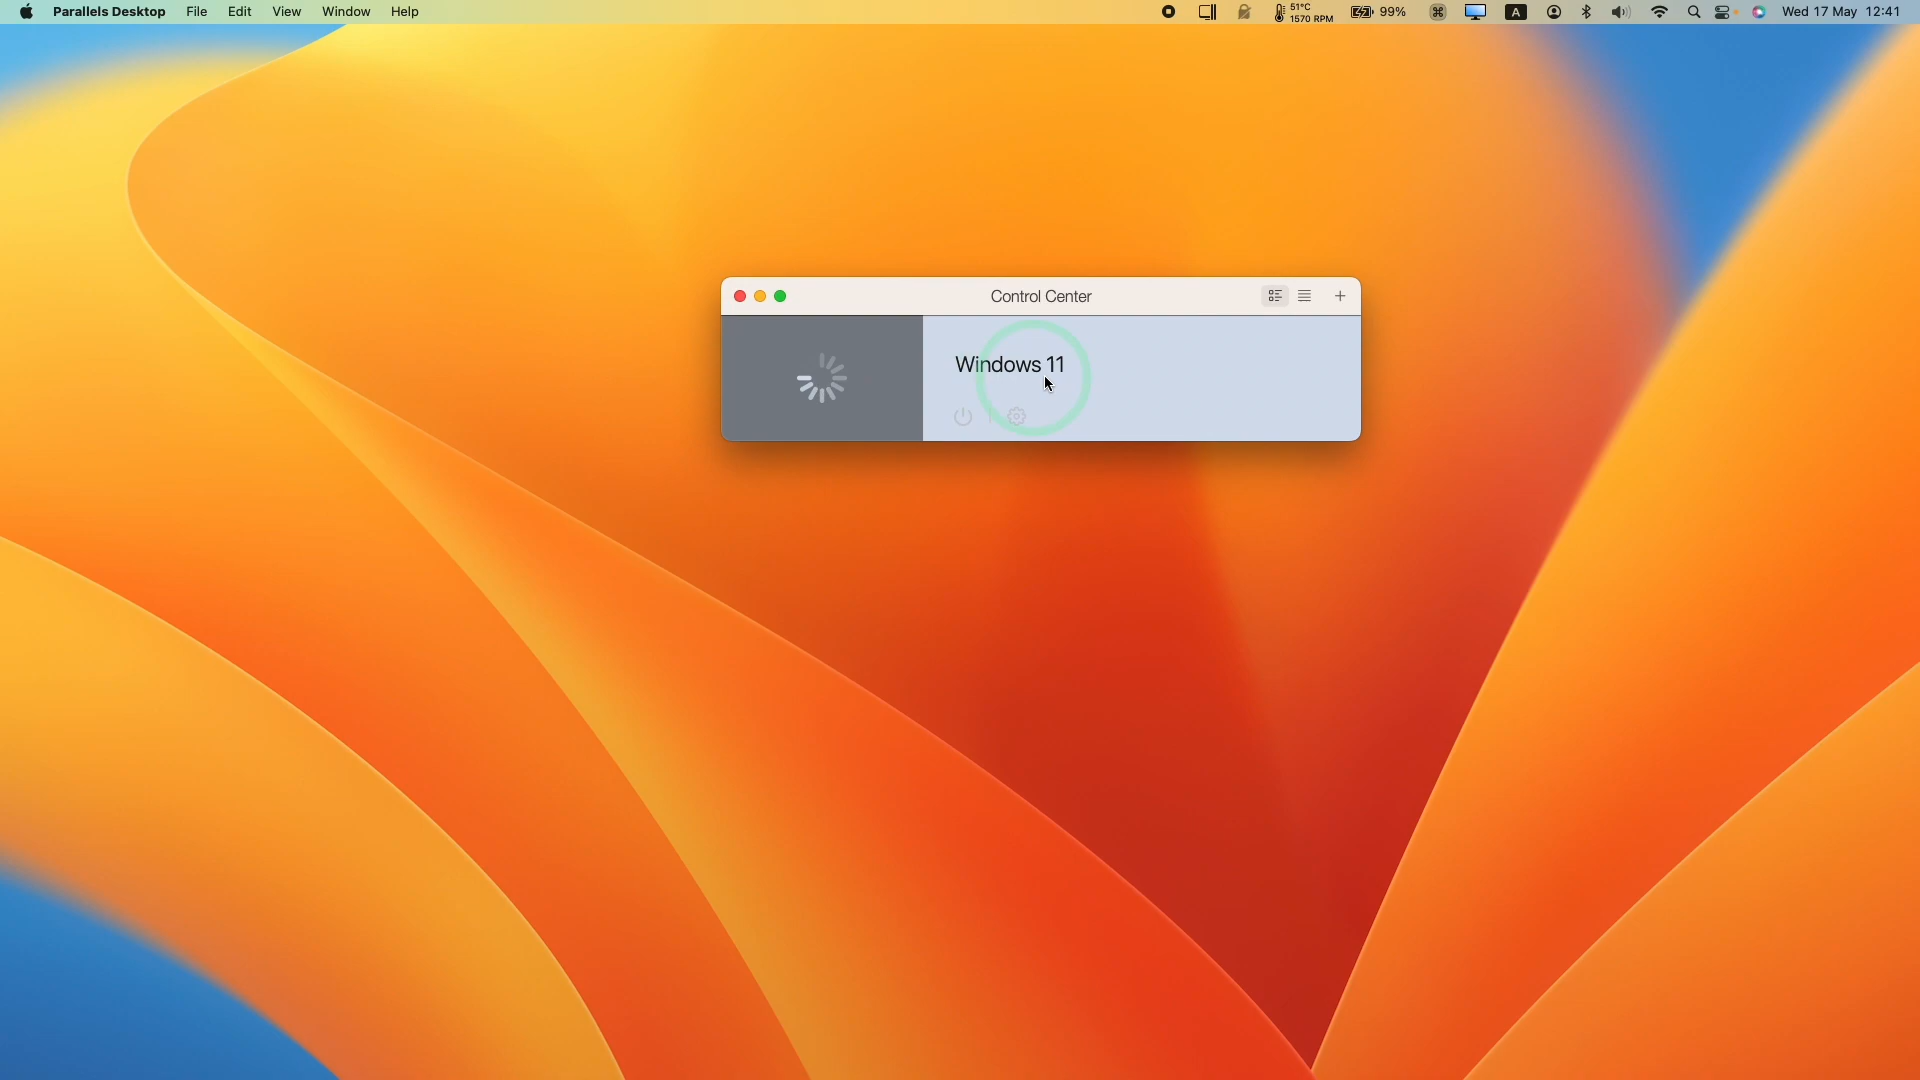 Parallels Desktop File Edit View Window Help 51°C 99% A Wed 17 May 12:41
1570 RPM
Control Center
Windows 11